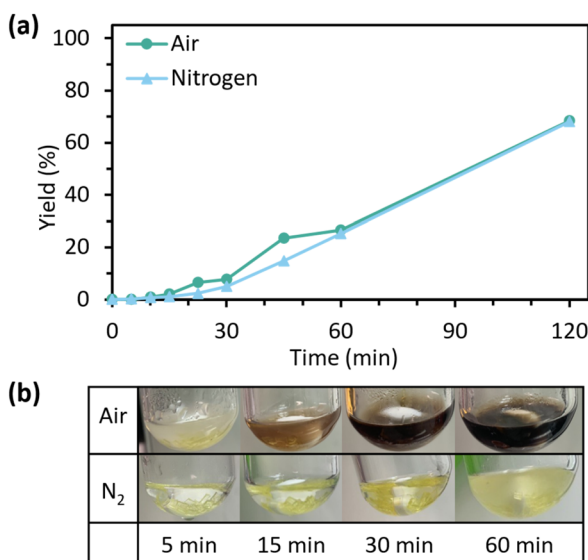 (a)
100
80
60
40
20
0
Yield (%)
Air
Nitrogen
0 30 60 90 120
Time (min)
(b)
Air
N₂
5 min 15 min 30 min 60 min